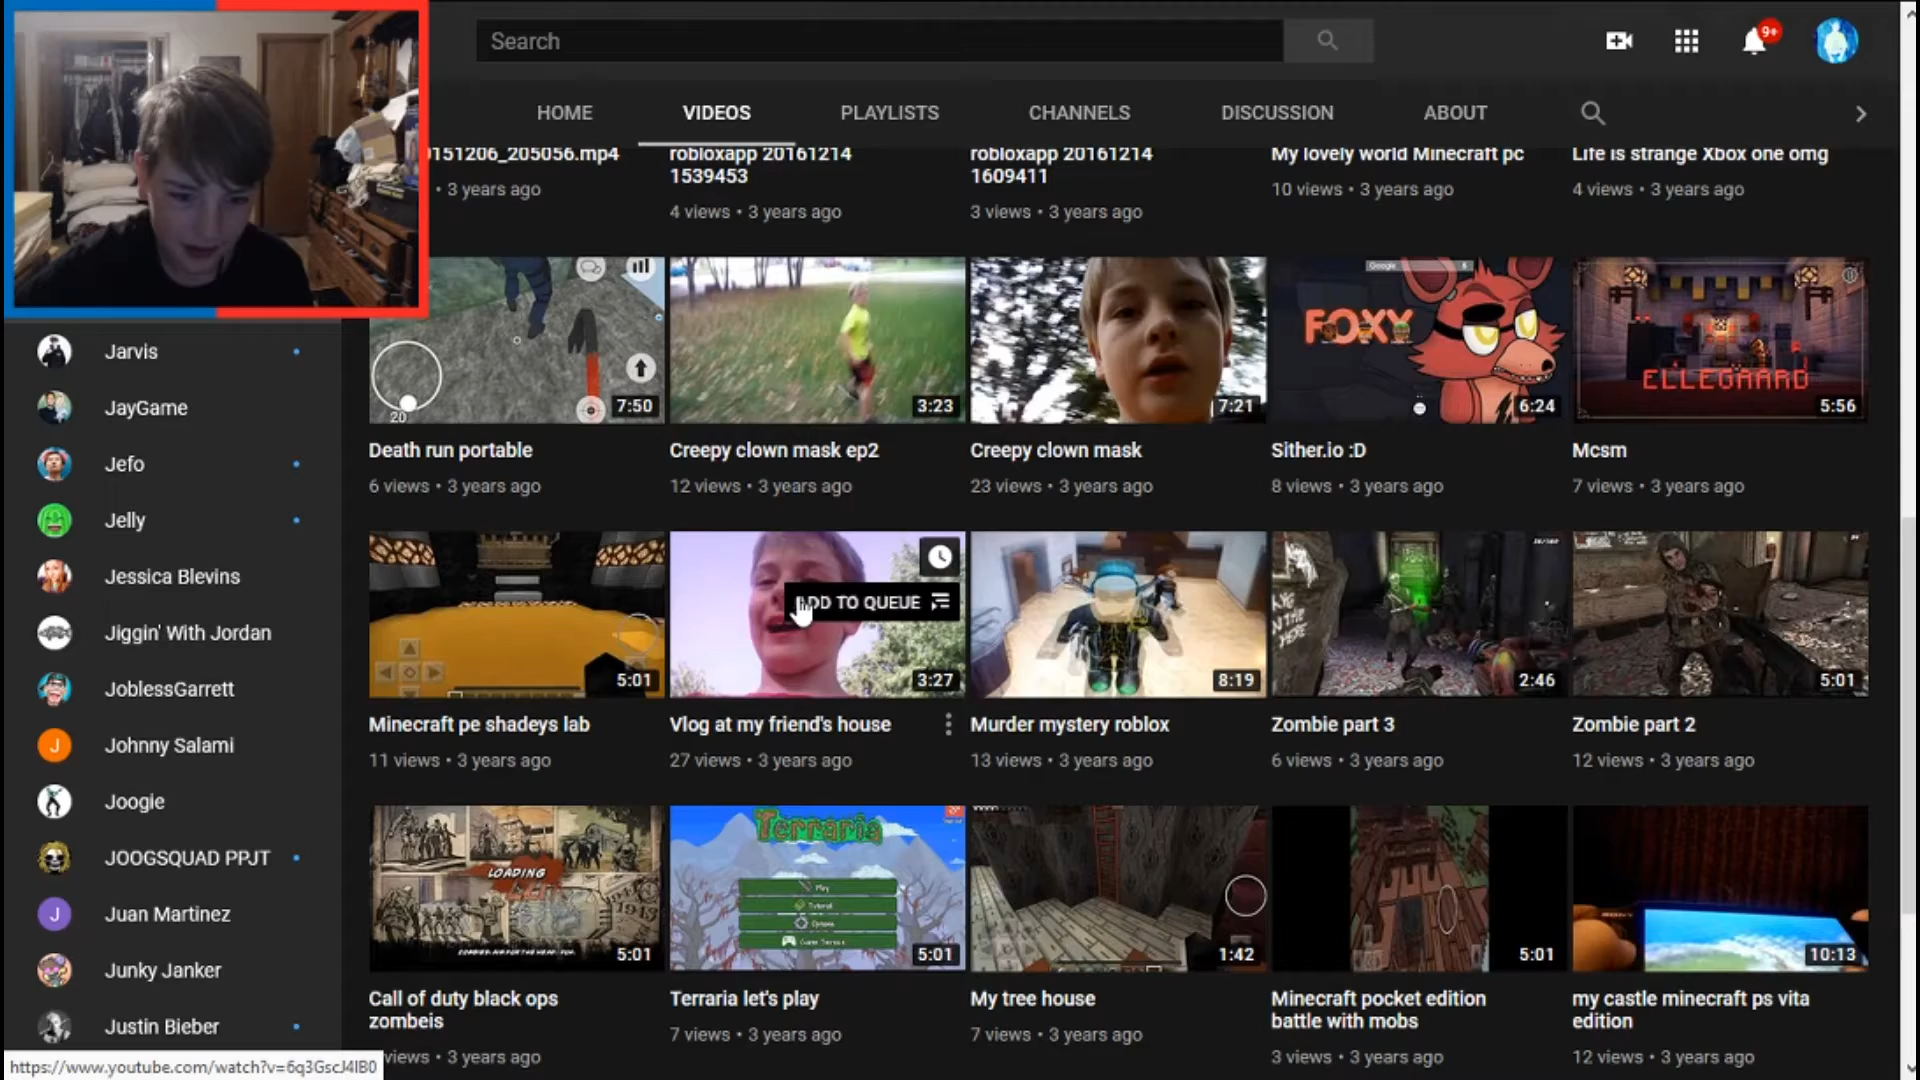 Search
9+
HOME VIDEOS PLAYLISTS CHANNELS DISCUSSION ABOUT
151206_205056.mp4
• 3 years ago
robloxapp 20161214
1539453
4 views • 3 years ago
robloxapp 20161214
1609411
3 views • 3 years ago
My lovely world Minecraft pc
10 views • 3 years ago
Life is strange Xbox one omg
4 views • 3 years ago
Jarvis
JayGame
Jefo
Jelly
Jessica Blevins
Jiggin' With Jordan
JoblessGarrett
J
Johnny Salami
Joogie
JOOGSQUAD PPJT
J
Juan Martinez
Junky Janker
Justin Bieber
20
7:50
Death run portable
6 views • 3 years ago
3:23
Creepy clown mask ep2
12 views • 3 years ago
7:21
Creepy clown mask
23 views • 3 years ago
Google
FOXY
6:24
Sither.io :D
8 views • 3 years ago
ELLEGAARD
5:56
Mcsm
7 views • 3 years ago
5:01
Minecraft pe shadeys lab
11 views • 3 years ago
ADD TO QUEUE
3:27
Vlog at my friend's house
27 views • 3 years ago
8:19
Murder mystery roblox
13 views • 3 years ago
2:46
Zombie part 3
6 views • 3 years ago
5:01
Zombie part 2
12 views • 3 years ago
LOADING
1943
5:01
Call of duty black ops
zombeis
views • 3 years ago
Terraria
Play
Tutorial
Options
5:01
Terraria let's play
7 views • 3 years ago
1:42
My tree house
7 views • 3 years ago
5:01
Minecraft pocket edition
battle with mobs
3 views • 3 years ago
SONY
10:13
my castle minecraft ps vita
edition
12 views • 3 years ago
https://www.youtube.com/watch?v=6q3GscJ4lB0